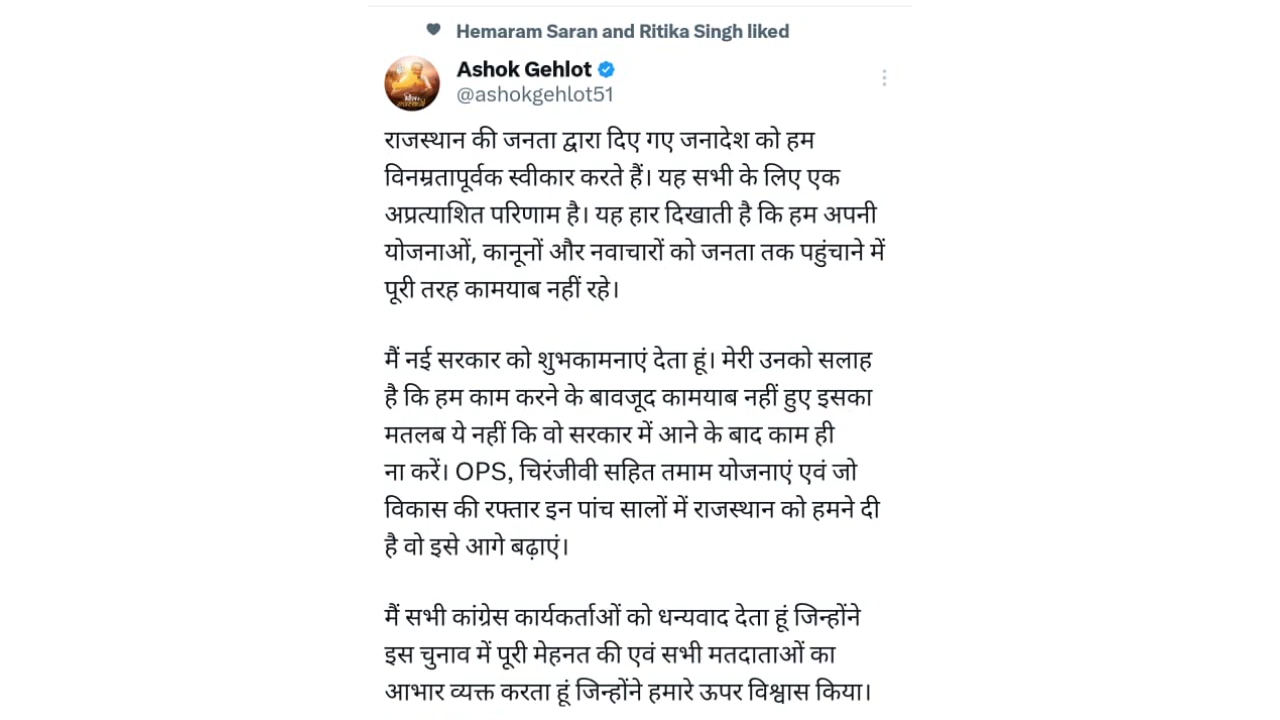 Hemaram Saran and Ritika Singh liked
Ashok Gehlot
@ashokgehlot51
राजस्थान की जनता द्वारा दिए गए जनादेश को हम
विनम्रतापूर्वक स्वीकार करते हैं। यह सभी के लिए एक
अप्रत्याशित परिणाम है। यह हार दिखाती है कि हम अपनी
योजनाओं, कानूनों और नवाचारों को जनता तक पहुंचाने में
पूरी तरह कामयाब नहीं रहे।
मैं नई सरकार को शुभकामनाएं देता हूं। मेरी उनको सलाह
है कि हम काम करने के बावजूद कामयाब नहीं हुए इसका
मतलब ये नहीं कि वो सरकार में आने के बाद काम ही
ना करें। OPS, चिरंजीवी सहित तमाम योजनाएं एवं जो
विकास की रफ्तार इन पांच सालों में राजस्थान को हमने दी
है वो इसे आगे बढ़ाएं।
मैं सभी कांग्रेस कार्यकर्ताओं को धन्यवाद देता हूं जिन्होंने
इस चुनाव में पूरी मेहनत की एवं सभी मतदाताओं का
आभार व्यक्त करता हूं जिन्होंने हमारे ऊपर विश्वास किया।